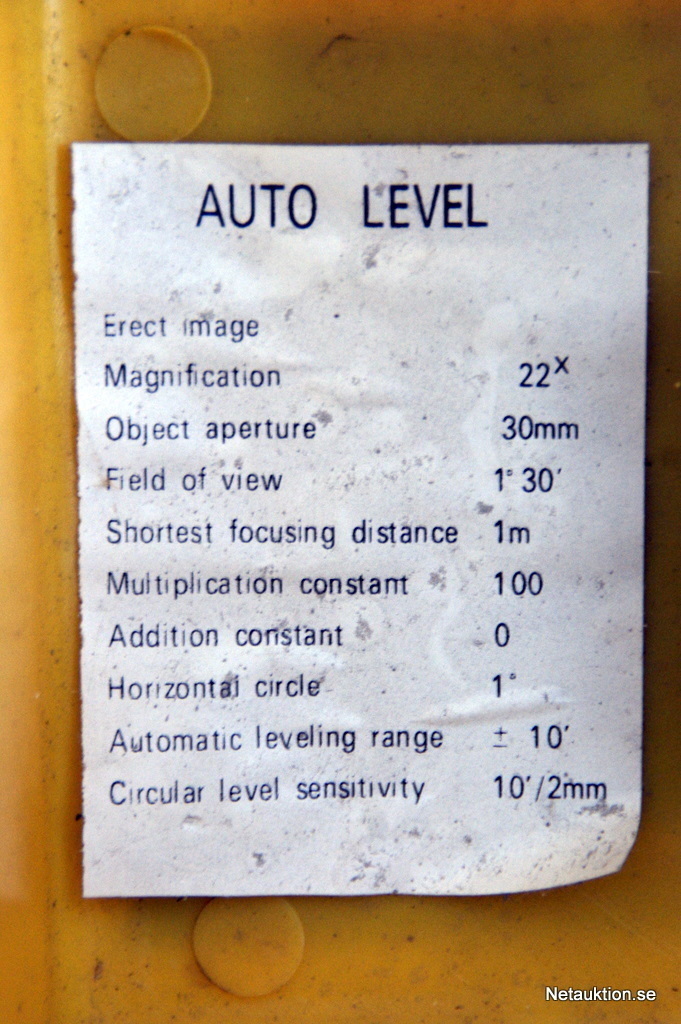 AUTO LEVEL
Erect image
Magnification 22x
Object aperture 30mm
Field of view 1° 30′
Shortest focusing distance 1m
Multiplication constant 100
Addition constant 0
Horizontal circle 1°
Automatic leveling range ± 10′
Circular level sensitivity 10′/2mm
Netauktion.se